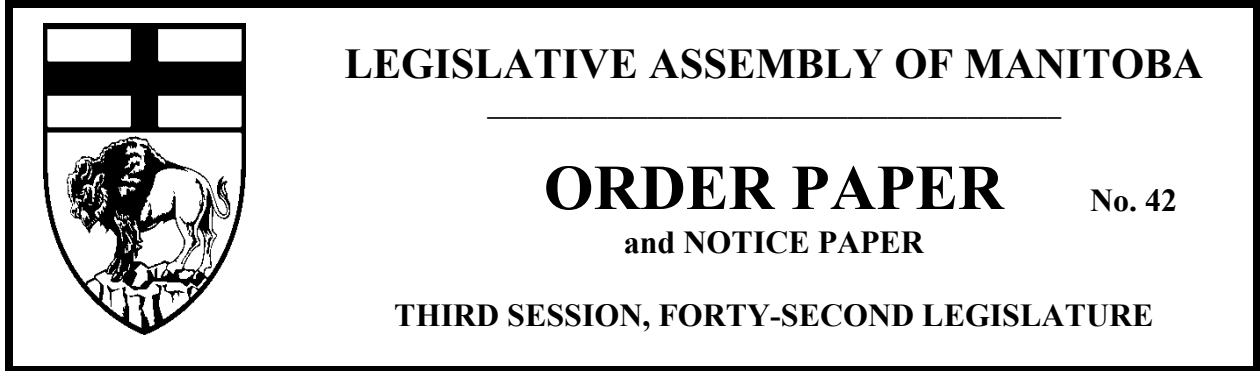 LEGISLATIVE ASSEMBLY OF MANITOBA
ORDER PAPER No. 42
and NOTICE PAPER
THIRD SESSION, FORTY-SECOND LEGISLATURE